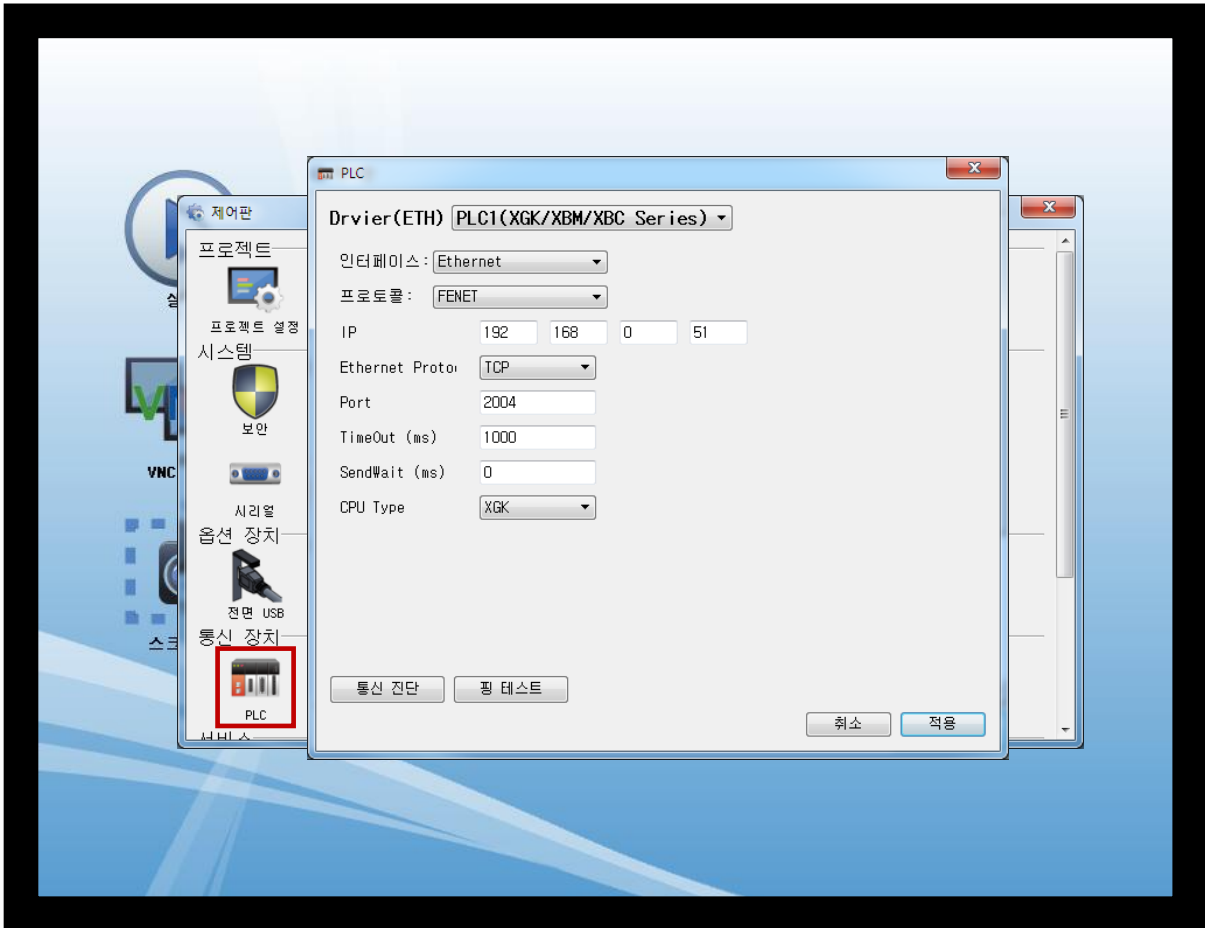 PLC
제어판
Drvier(ETH) PLC1(XGK/XBM/XBC Series)
프로젝트
인터페이스: Ethernet
프로토콜: FENET
프로젝트 설정
IP 192 168 0 51
시스템
Ethernet Proto TCP
Port 2004
보안
TimeOut (ms) 1000
VNC
SendWait (ms) 0
시리얼
CPU Type XGK
옵션 장치
전면 USB
통신 장치
PLC
통신 진단 핑 테스트
취소 적용
서비스